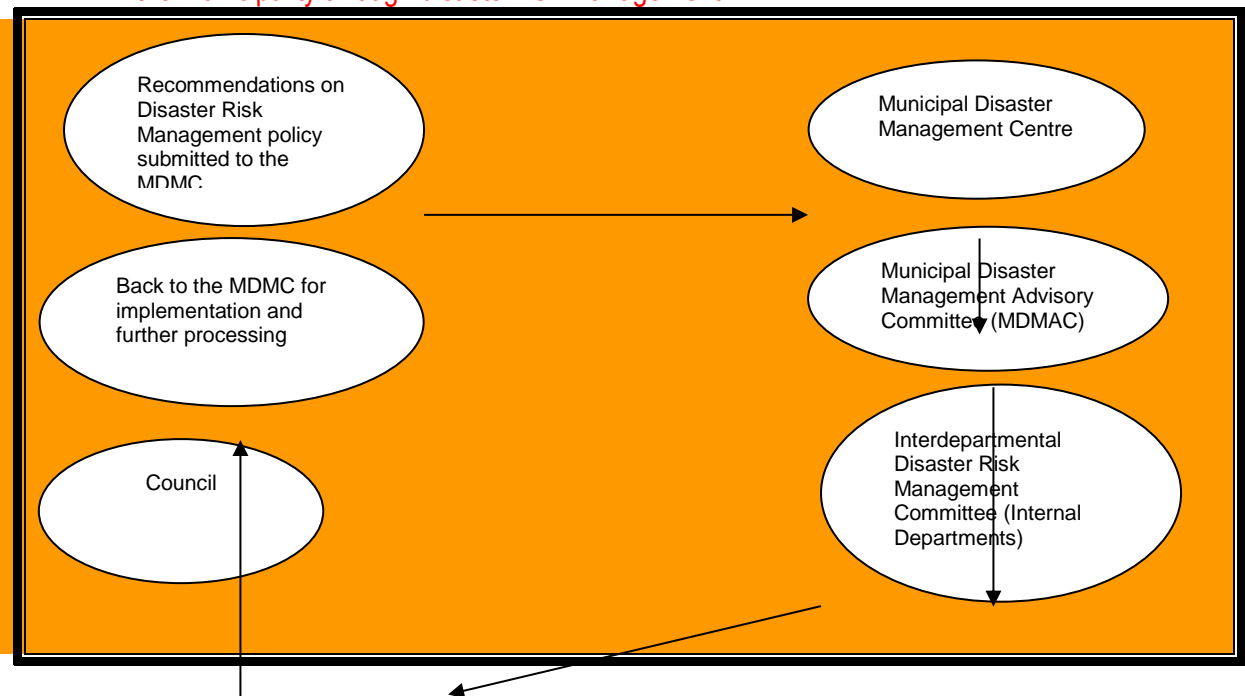 Recommendations on
Disaster Risk
Management policy
submitted to the
MDMC
Municipal Disaster
Management Centre
Back to the MDMC for
implementation and
further processing
Municipal Disaster
Management Advisory
Committee (MDMAC)
Council
Interdepartmental
Disaster Risk
Management
Committee (Internal
Departments)